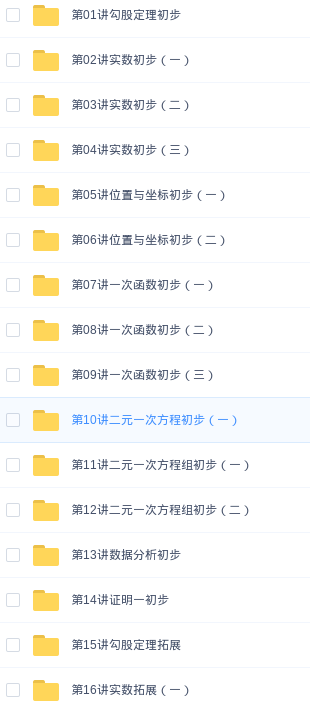 第01讲勾股定理初步
第02讲实数初步（一）
第03讲实数初步（二）
第04讲实数初步（三）
第05讲位置与坐标初步（一）
第06讲位置与坐标初步（二）
第07讲一次函数初步（一）
第08讲一次函数初步（二）
第09讲一次函数初步（三）
第10讲二元一次方程初步（一）
第11讲二元一次方程组初步（一）
第12讲二元一次方程组初步（二）
第13讲数据分析初步
第14讲证明一初步
第15讲勾股定理拓展
第16讲实数拓展（一）